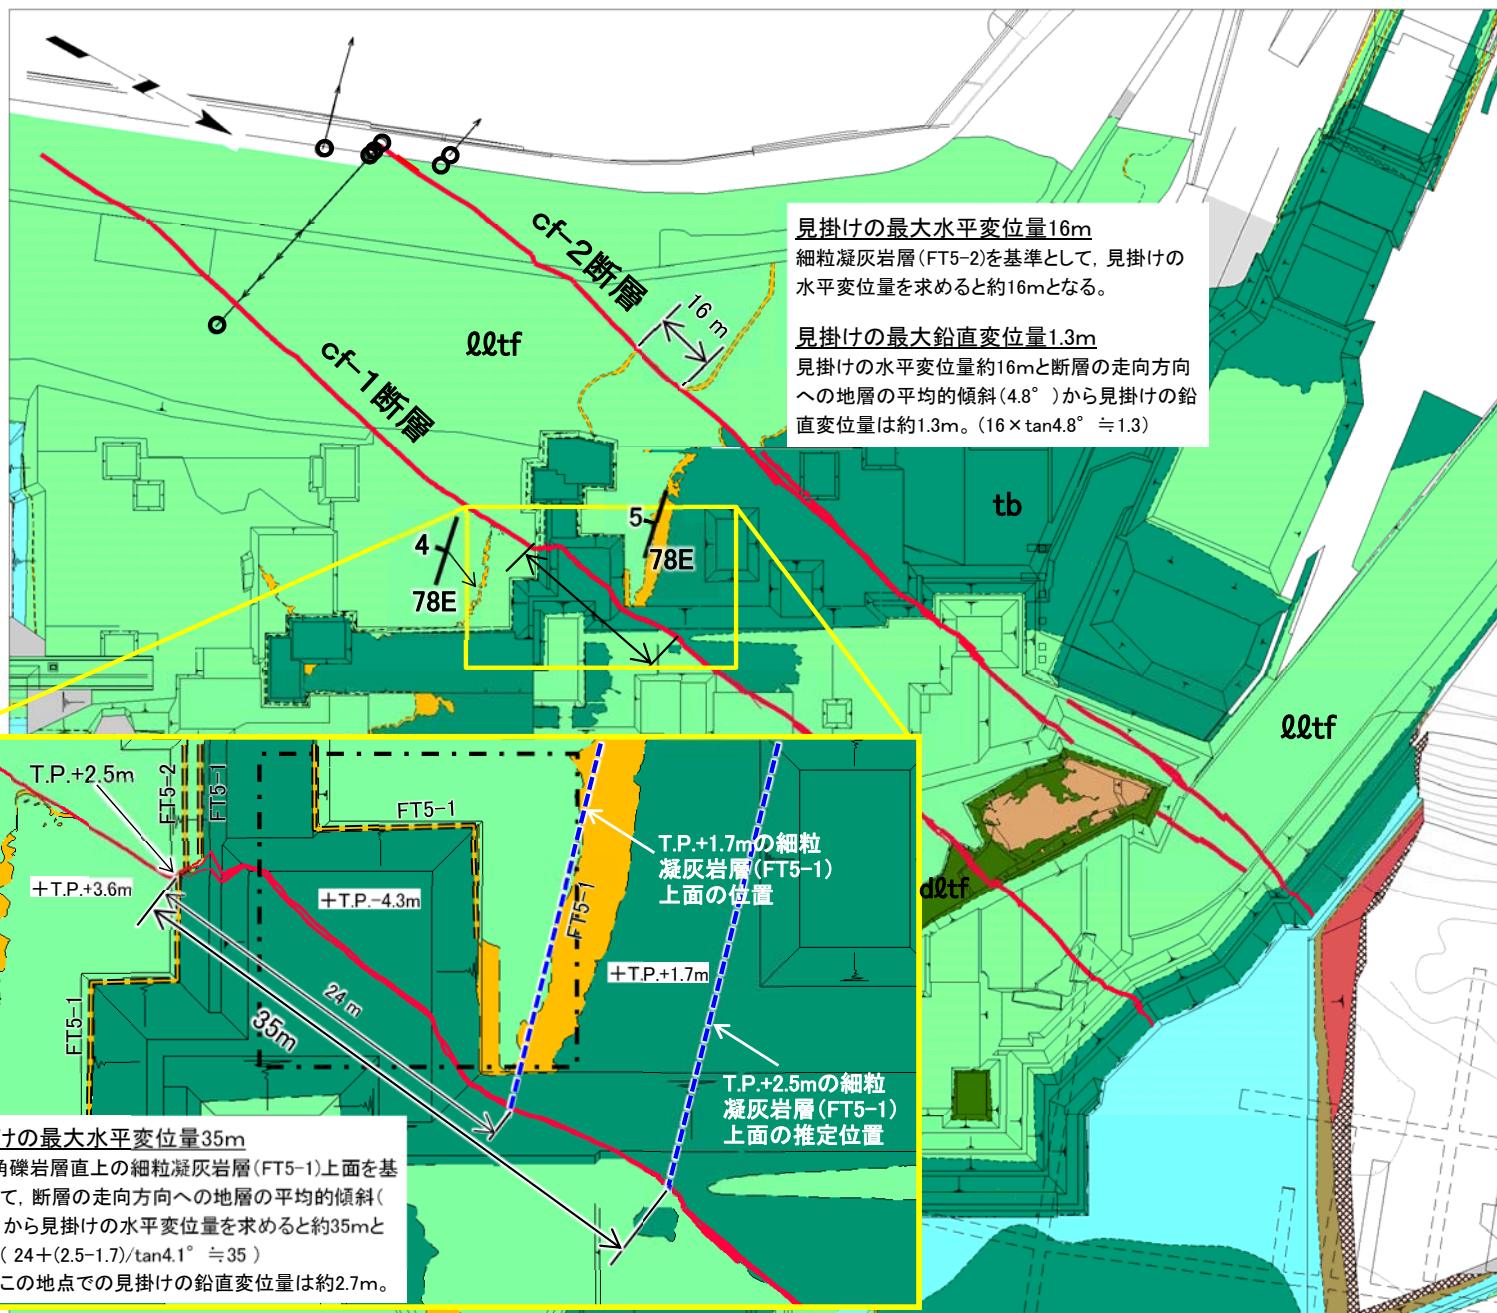 cf-2断層
16 m
ℓℓtf
cf-1断層
見掛けの最大水平変位量16m
細粒凝灰岩層(FT5-2)を基準として，見掛けの
水平変位量を求めると約16mとなる。
見掛けの最大鉛直変位量1.3m
見掛けの水平変位量約16mと断層の走向方向
への地層の平均的傾斜(4.8°)から見掛けの鉛
直変位量は約1.3m。(16×tan4.8°≒1.3)
tb
4
78E
5
78E
ℓℓtf
dℓtf
T.P.+2.5m
FT5-2
FT5-1
FT5-1
T.P.+1.7mの細粒
凝灰岩層(FT5-1)
上面の位置
FT5-1
+T.P.+3.6m
+T.P.-4.3m
+T.P.+1.7m
24 m
35m
FT5-1
T.P.+2.5mの細粒
凝灰岩層(FT5-1)
上面の推定位置
けの最大水平変位量35m
角礫岩層直上の細粒凝灰岩層(FT5-1)上面を基
て，断層の走向方向への地層の平均的傾斜(
から見掛けの水平変位量を求めると約35mと
( 24+(2.5-1.7)/tan4.1°≒35 )
この地点での見掛けの鉛直変位量は約2.7m。